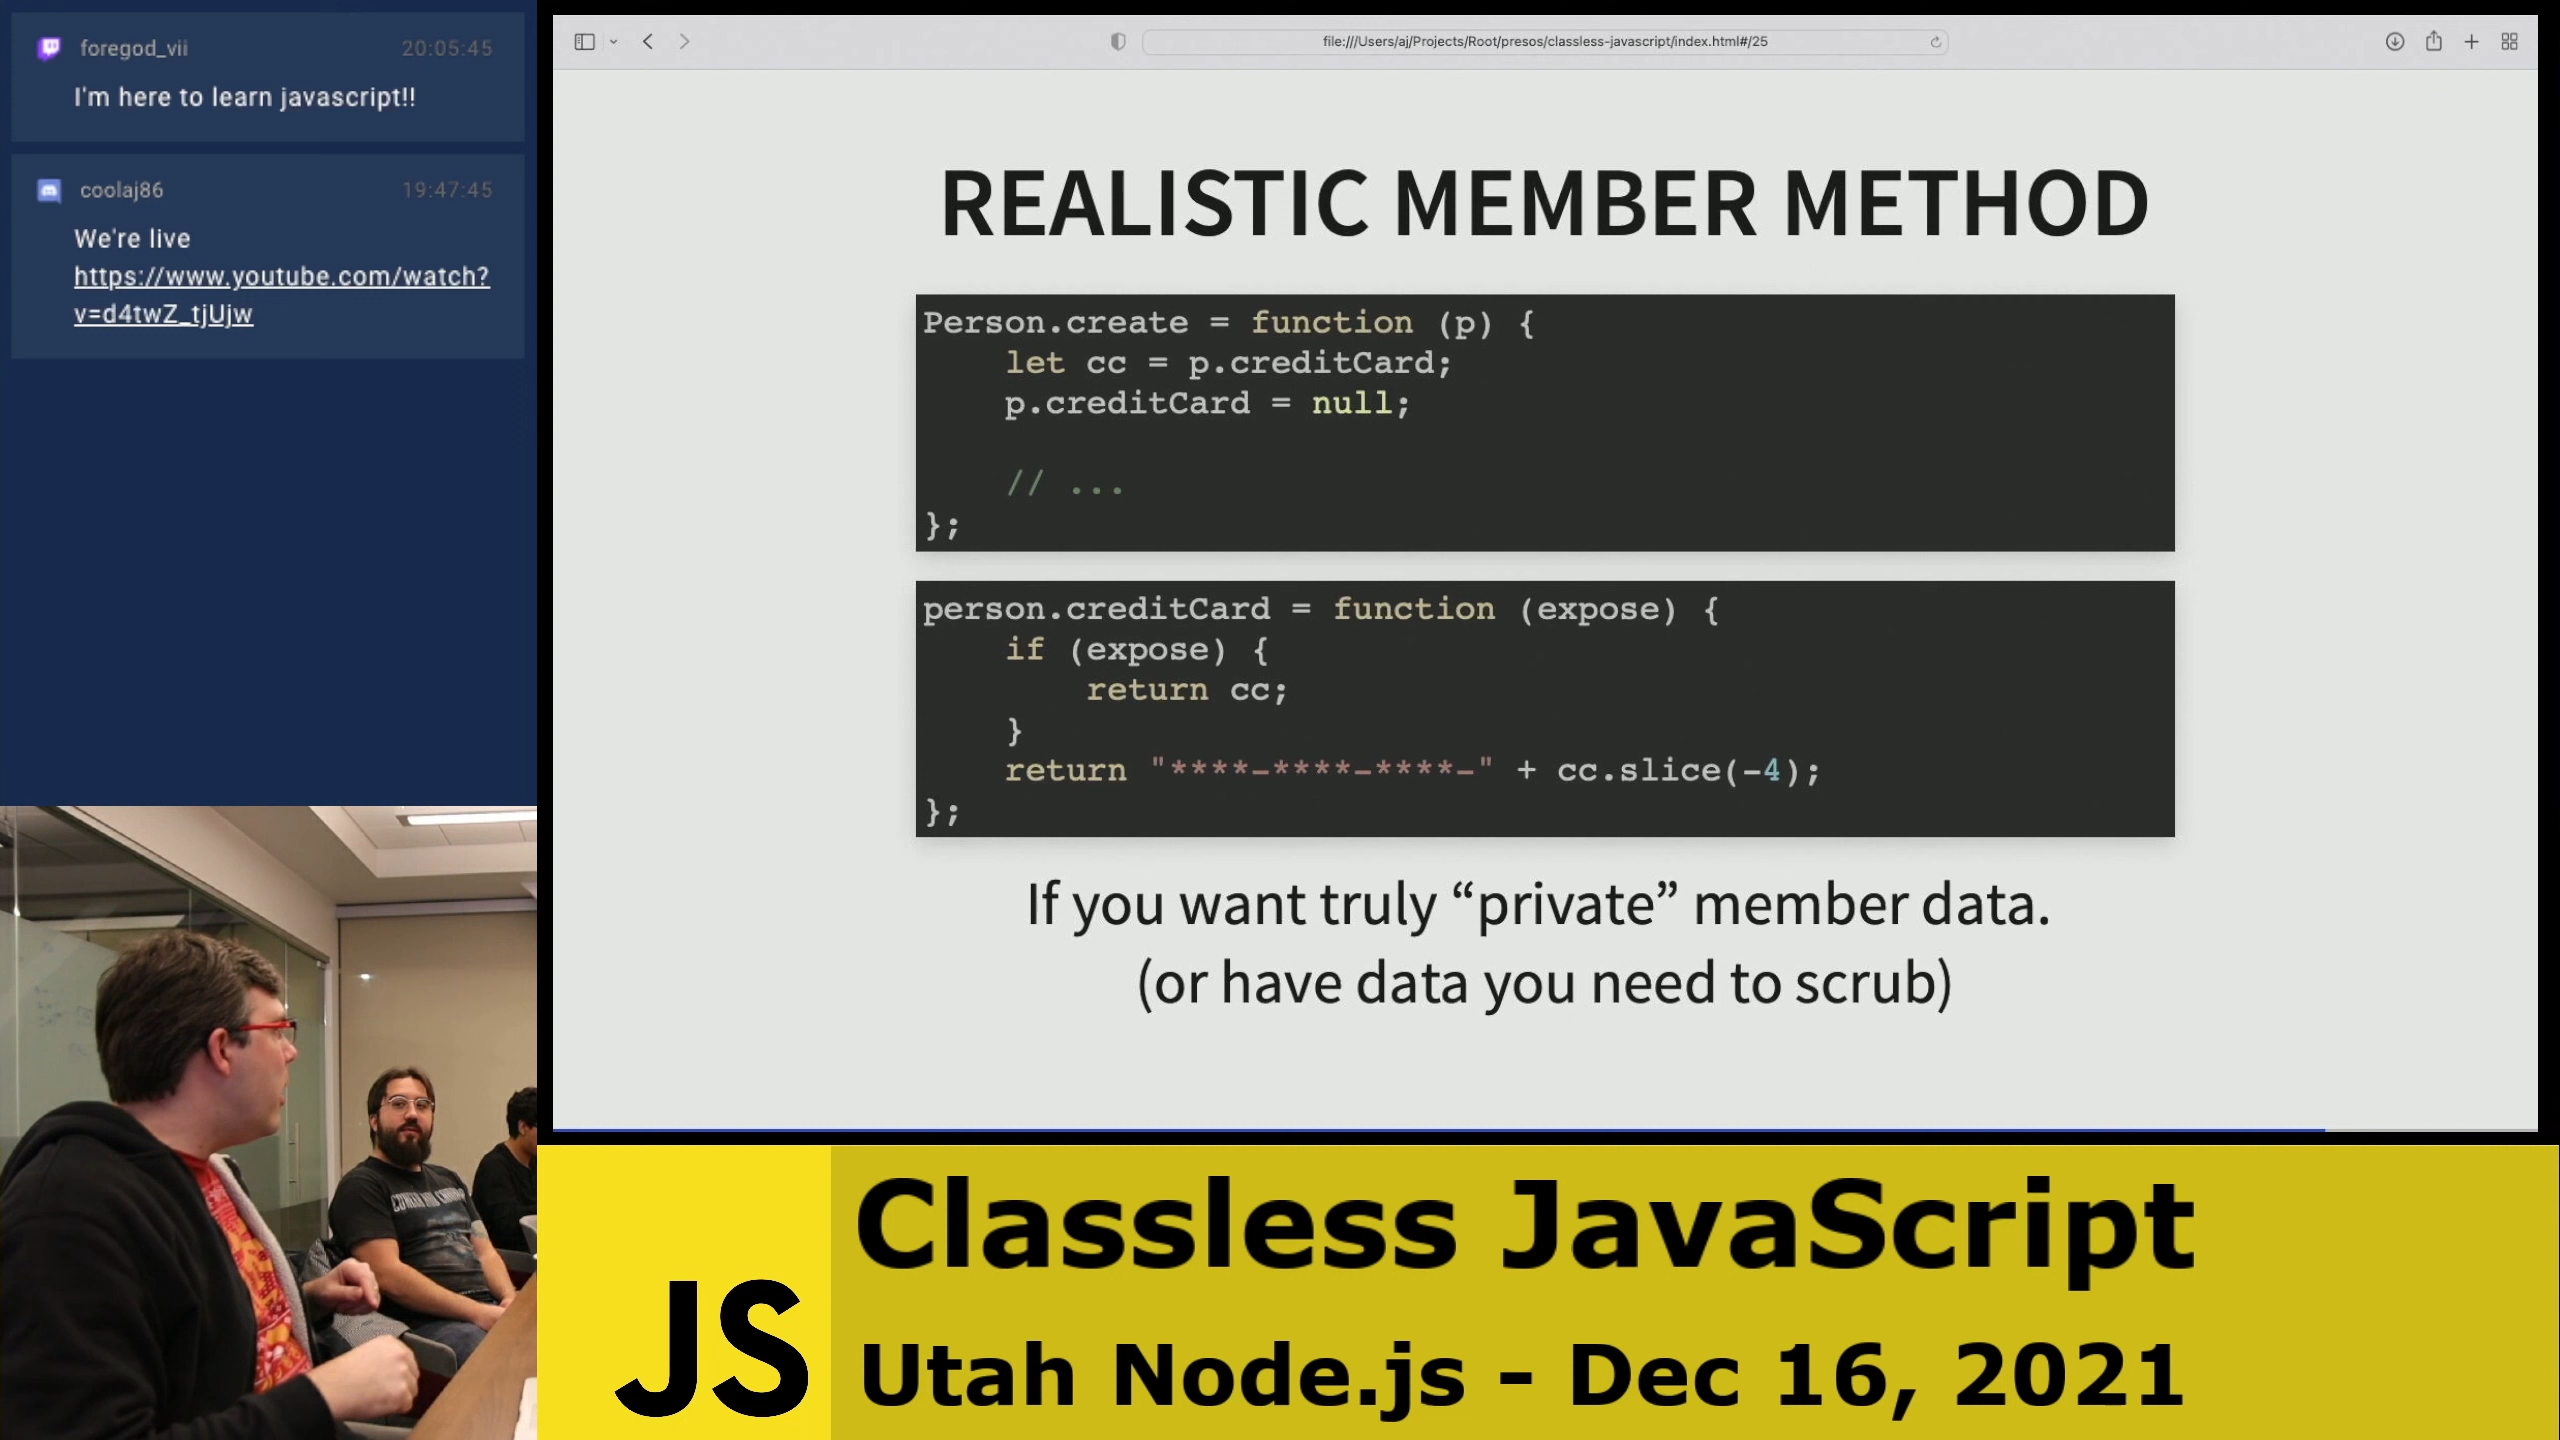 foregod_vii 20:05:45
I'm here to learn javascript!!
coolaj86 19:47:45
We're live
https://www.youtube.com/watch?
v=d4twZ_tjUjw
file:///Users/aj/Projects/Root/presos/classless-javascript/index.html#/25
REALISTIC MEMBER METHOD
Person.create = function (p) {
    let cc = p.creditCard;
    p.creditCard = null;
    // ...
};
person.creditCard = function (expose) {
    if (expose) {
        return cc;
    }
    return "****-****-****-" + cc.slice(-4);
};
If you want truly “private” member data.
(or have data you need to scrub)
JS
Classless JavaScript
Utah Node.js - Dec 16, 2021